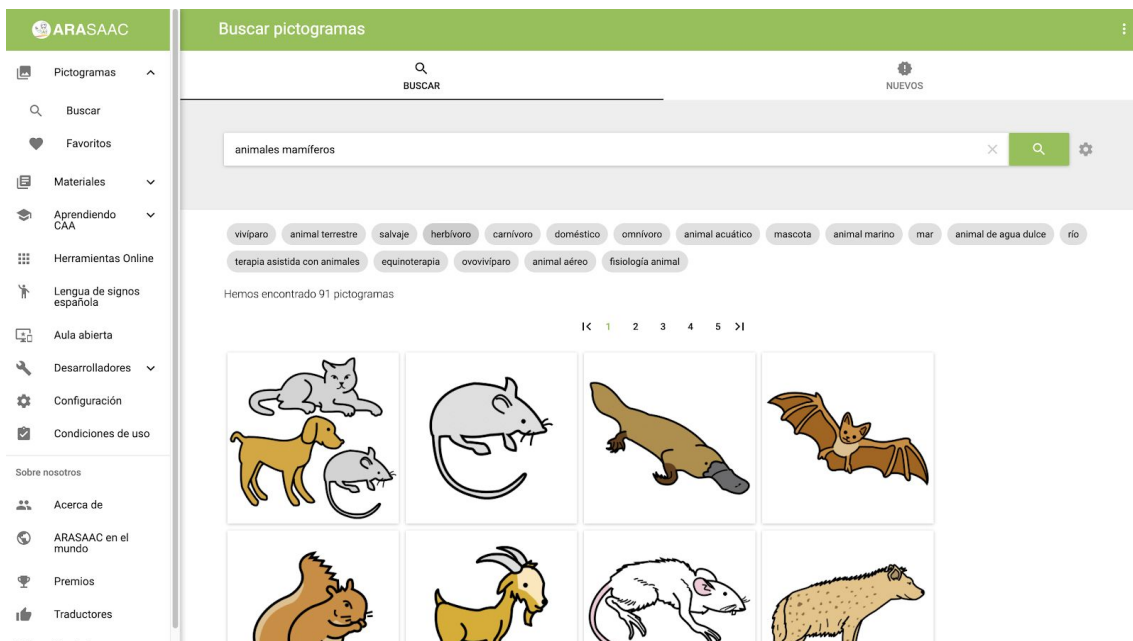 ARASAAC
Buscar pictogramas
Pictogramas
Buscar
Favoritos
Materiales
Aprendiendo
CAA
Herramientas Online
Lengua de signos
española
Aula abierta
Desarrolladores
Configuración
Condiciones de uso
Sobre nosotros
Acerca de
ARASAAC en el
mundo
Premios
Traductores
BUSCAR
NUEVOS
animales mamíferos
vivíparo animal terrestre salvaje herbívoro carnívoro doméstico omnívoro animal acuático mascota animal marino mar animal de agua dulce río
terapia asistida con animales equinoterapia ovovivíparo animal aéreo fisiología animal
Hemos encontrado 91 pictogramas
1 2 3 4 5